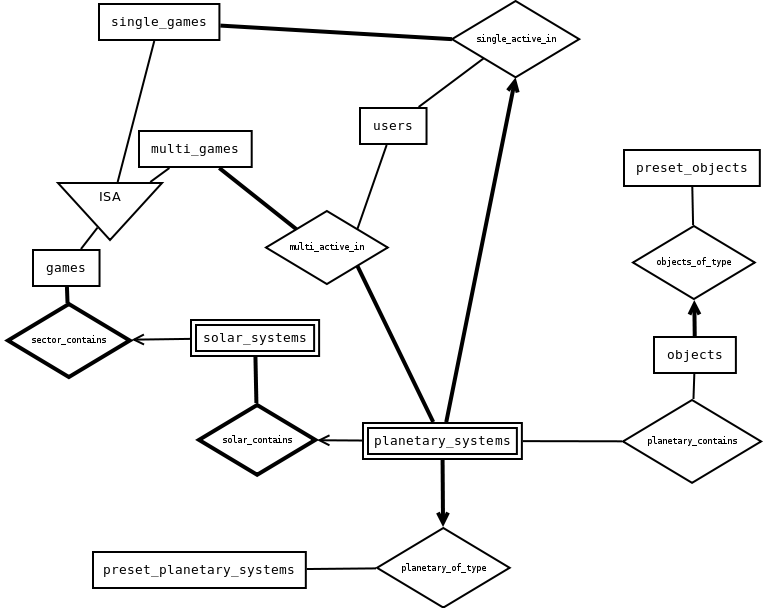 single_games
single_active_in
users
multi_games
preset_objects
ISA
multi_active_in
objects_of_type
games
sector_contains
solar_systems
objects
solar_contains
planetary_systems
planetary_contains
preset_planetary_systems
planetary_of_type